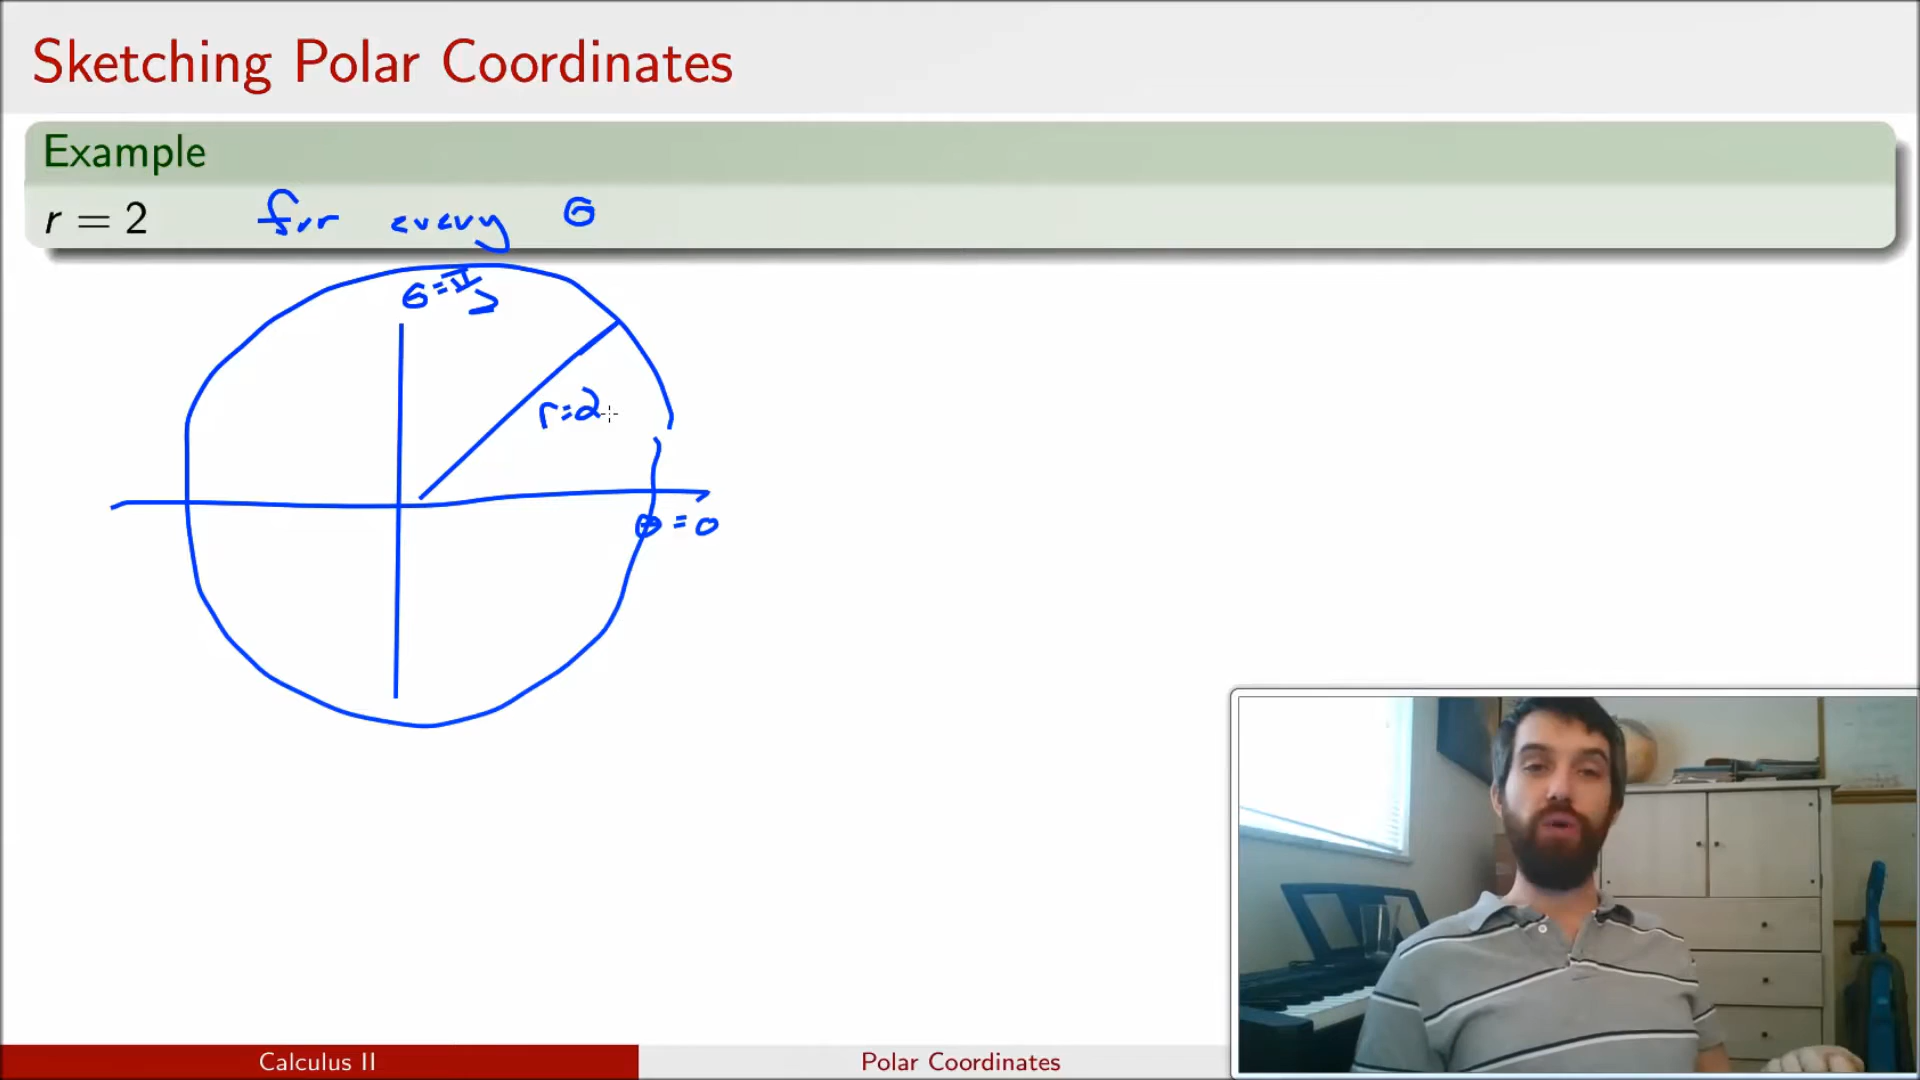 Sketching Polar Coordinates
Example
r = 2 for every θ
θ = π/2
r = 2
θ = 0
Calculus II
Polar Coordinates